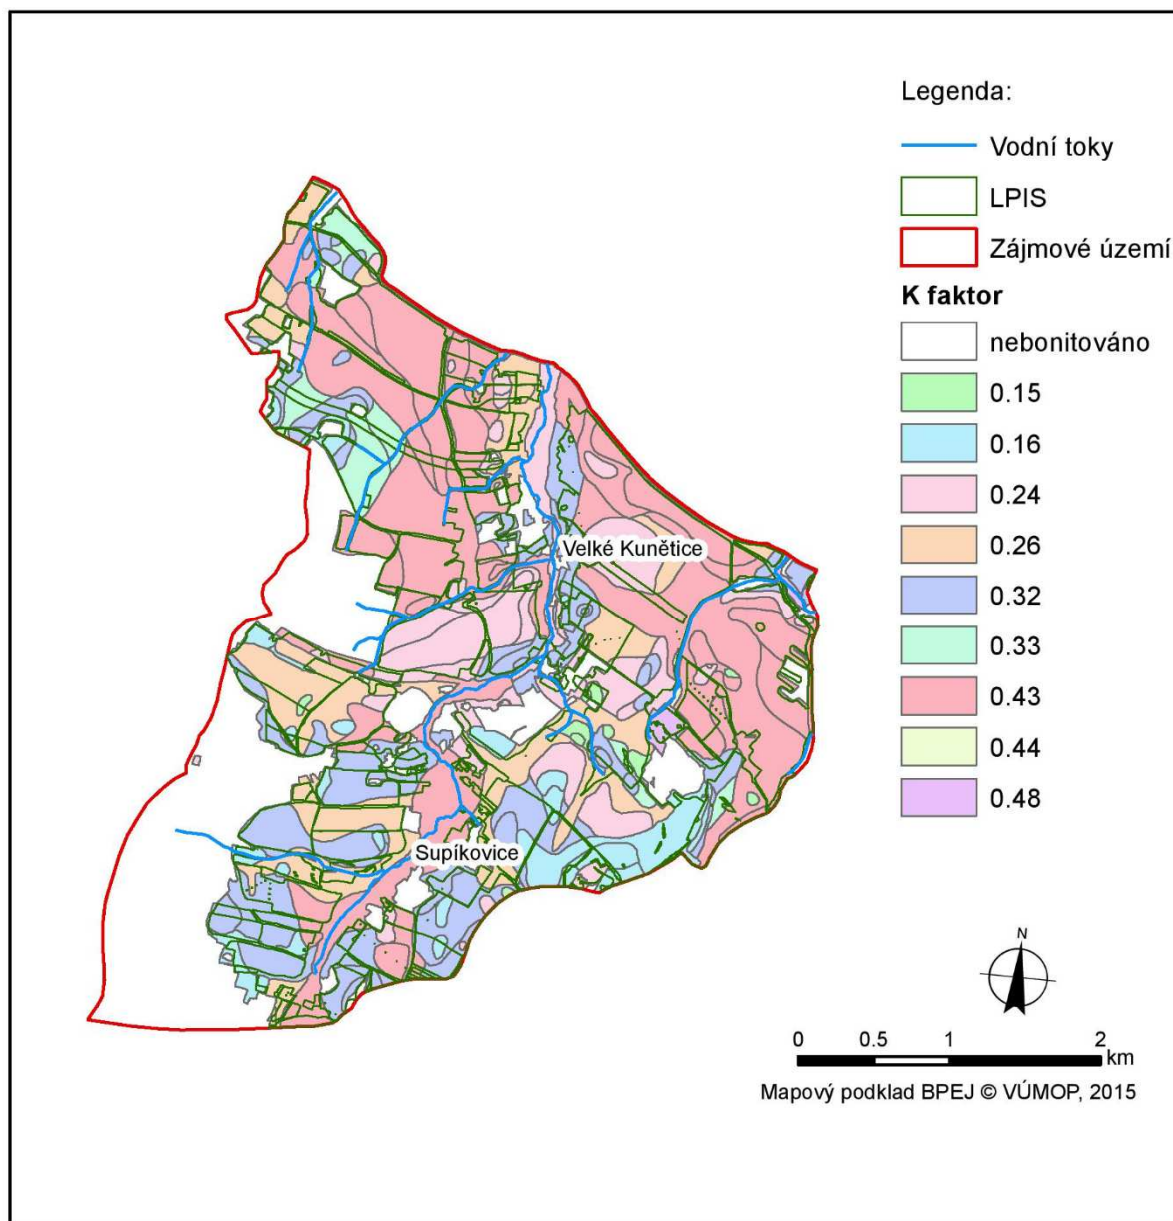 Legenda:
Vodní toky
LPIS
Zájmové území
K faktor
nebonitováno
0.15
0.16
0.24
0.26
0.32
0.33
0.43
0.44
0.48
Velké Kunětice
Supíkovice
N
0 0.5 1 2
km
Mapový podklad BPEJ © VÚMOP, 2015